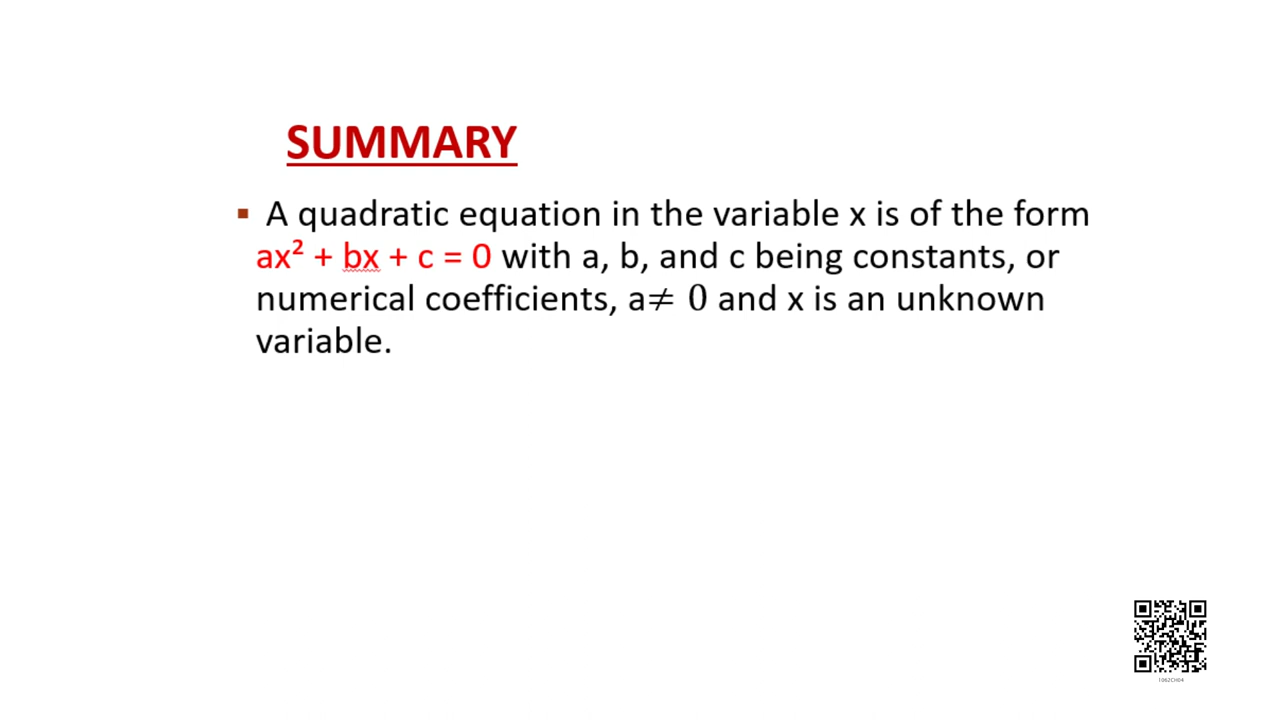 SUMMARY
▪ A quadratic equation in the variable x is of the form
ax² + bx + c = 0 with a, b, and c being constants, or
numerical coefficients, a≠ 0 and x is an unknown
variable.
1062CH04